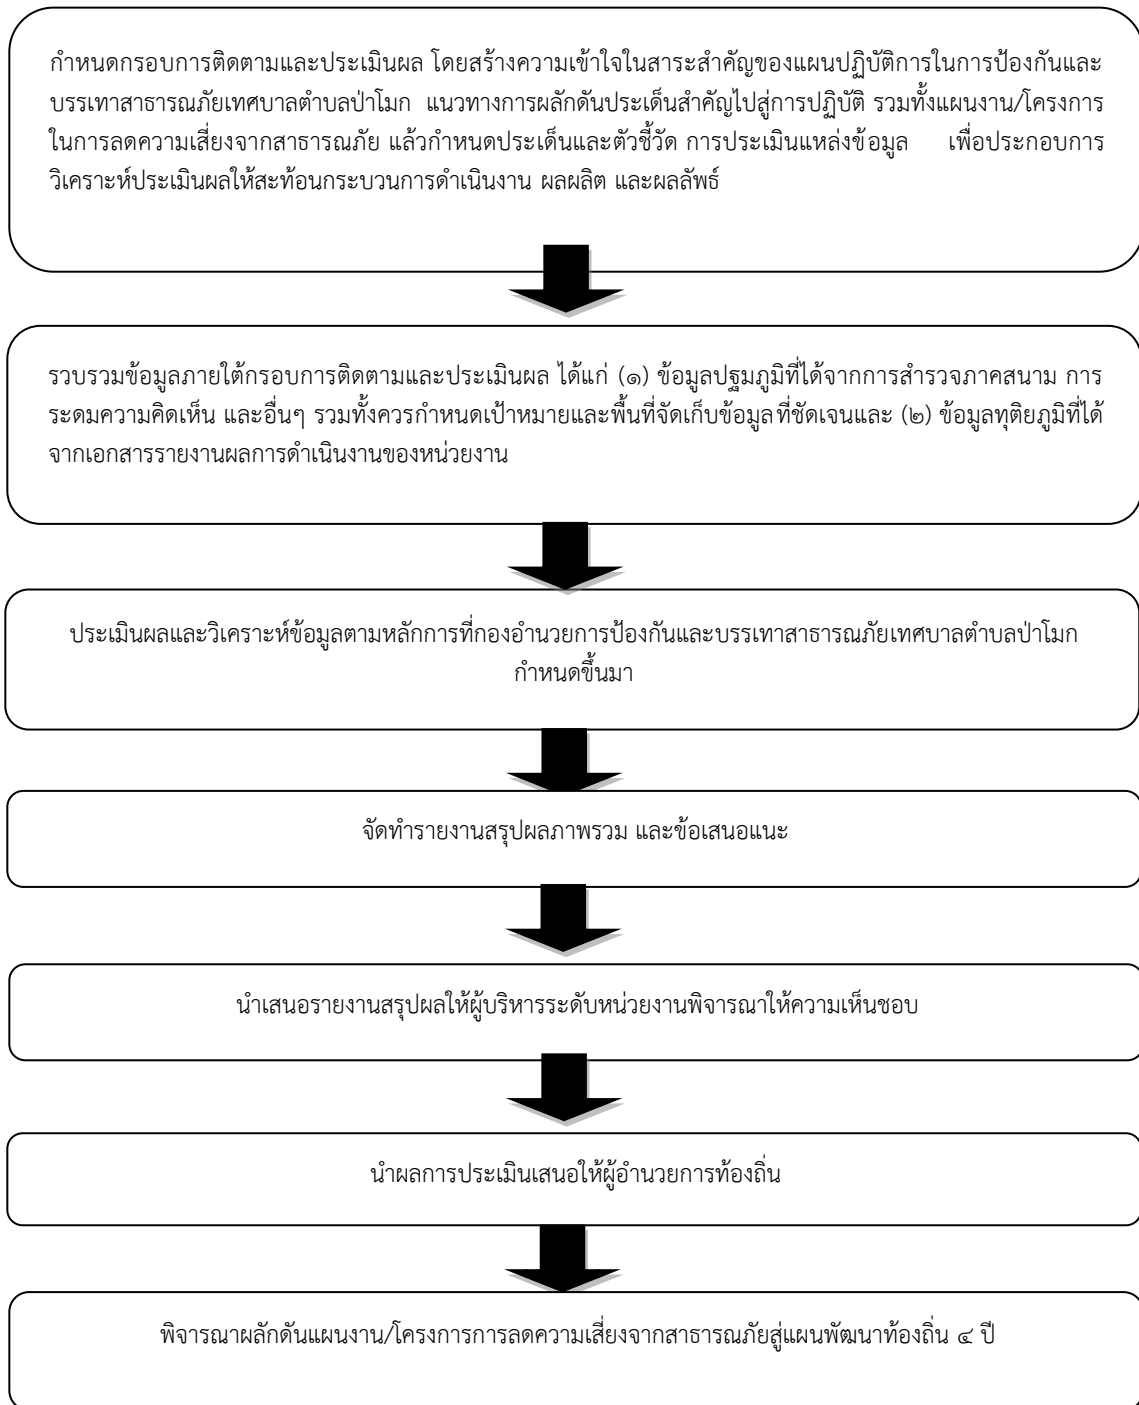 กำหนดกรอบการติดตามและประเมินผล โดยสร้างความเข้าใจในสาระสำคัญของแผนปฏิบัติการในการป้องกันและ
บรรเทาสาธารณภัยเทศบาลตำบลป่าโมก แนวทางการผลักดันประเด็นสำคัญไปสู่การปฏิบัติ รวมทั้งแผนงาน/โครงการ
ในการลดความเสี่ยงจากสาธารณภัย แล้วกำหนดประเด็นและตัวชี้วัด การประเมินแหล่งข้อมูล เพื่อประกอบการ
วิเคราะห์ประเมินผลให้สะท้อนกระบวนการดำเนินงาน ผลผลิต และผลลัพธ์
รวบรวมข้อมูลภายใต้กรอบการติดตามและประเมินผล ได้แก่ (๑) ข้อมูลปฐมภูมิที่ได้จากการสำรวจภาคสนาม การ
ระดมความคิดเห็น และอื่นๆ รวมทั้งควรกำหนดเป้าหมายและพื้นที่จัดเก็บข้อมูลที่ชัดเจนและ (๒) ข้อมูลทุติยภูมิที่ได้
จากเอกสารรายงานผลการดำเนินงานของหน่วยงาน
ประเมินผลและวิเคราะห์ข้อมูลตามหลักการที่กองอำนวยการป้องกันและบรรเทาสาธารณภัยเทศบาลตำบลป่าโมก
กำหนดขึ้นมา
จัดทำรายงานสรุปผลภาพรวม และข้อเสนอแนะ
นำเสนอรายงานสรุปผลให้ผู้บริหารระดับหน่วยงานพิจารณาให้ความเห็นชอบ
นำผลการประเมินเสนอให้ผู้อำนวยการท้องถิ่น
พิจารณาผลักดันแผนงาน/โครงการการลดความเสี่ยงจากสาธารณภัยสู่แผนพัฒนาท้องถิ่น ๔ ปี